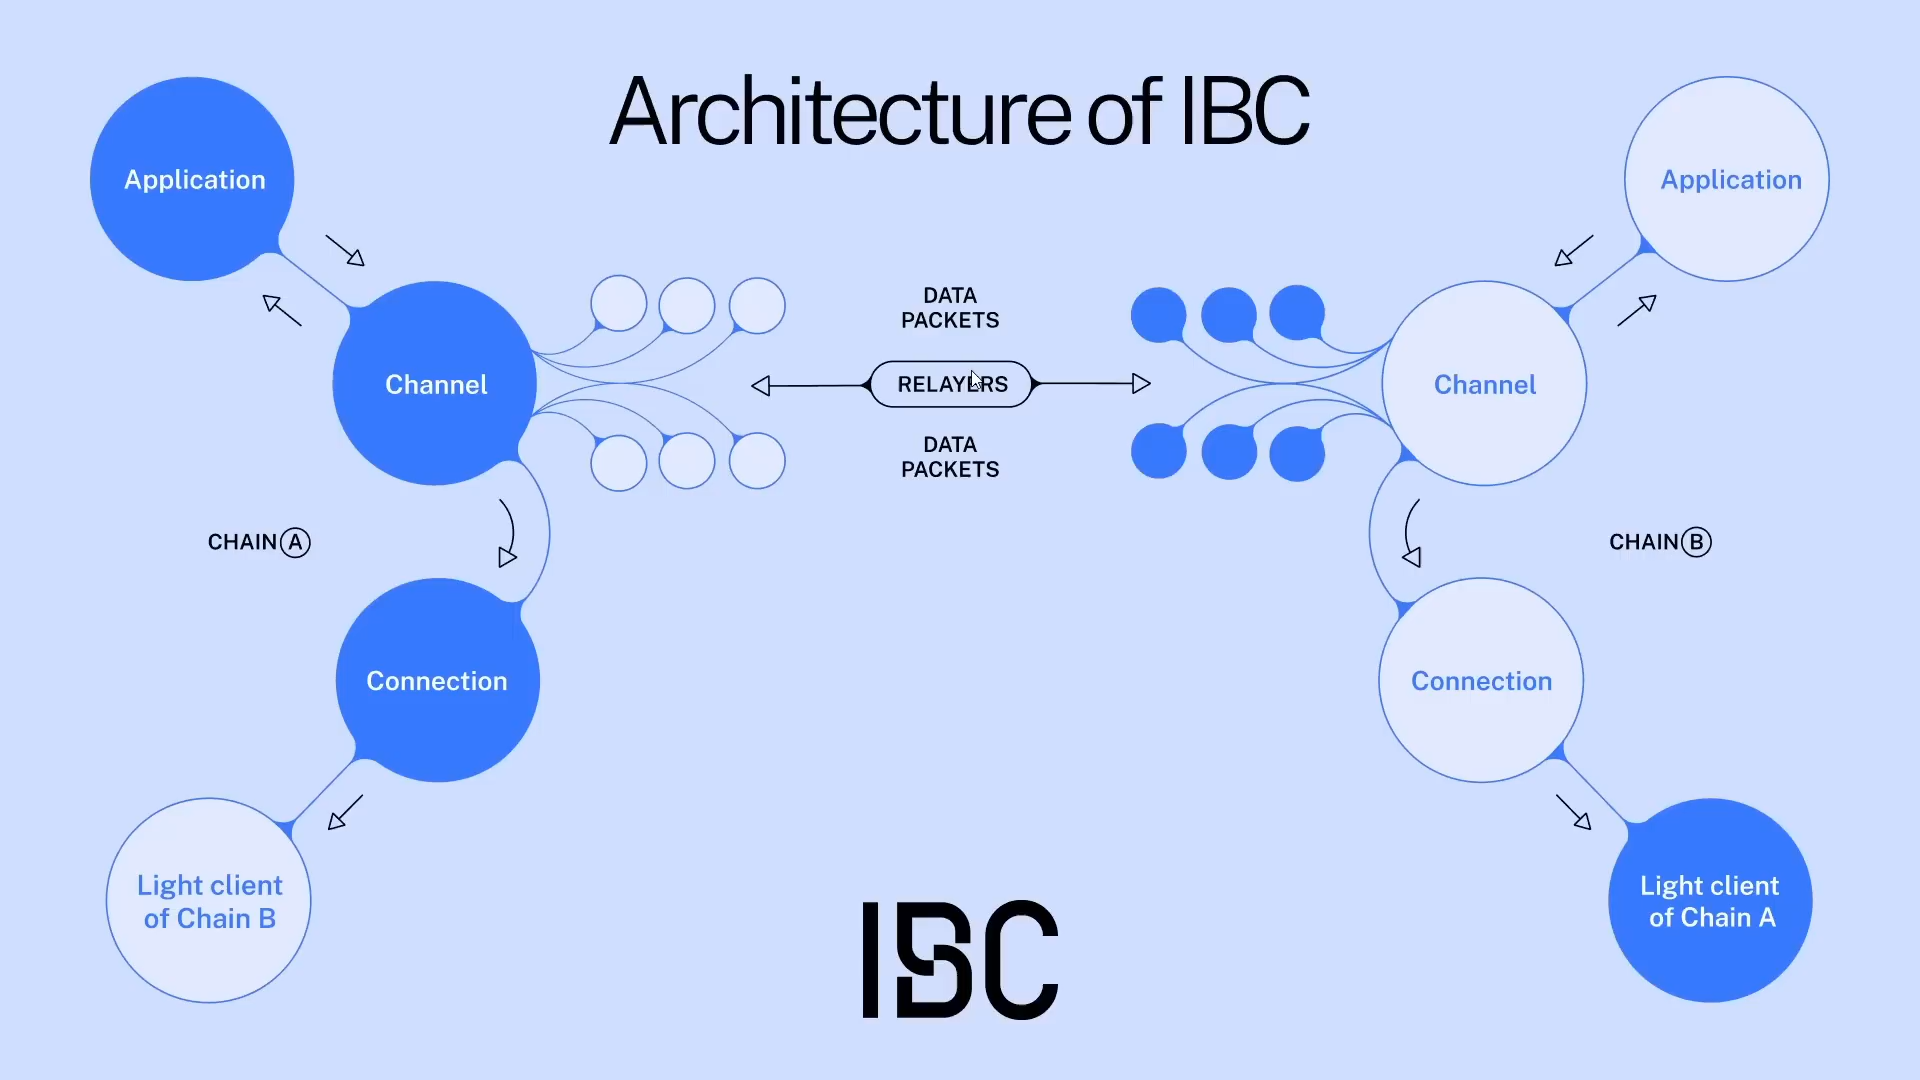 Architecture of IBC
Application
Application
DATA
PACKETS
Channel
RELAYERS
Channel
DATA
PACKETS
CHAIN A
CHAIN B
Connection
Connection
Light client
of Chain B
Light client
of Chain A
IBC